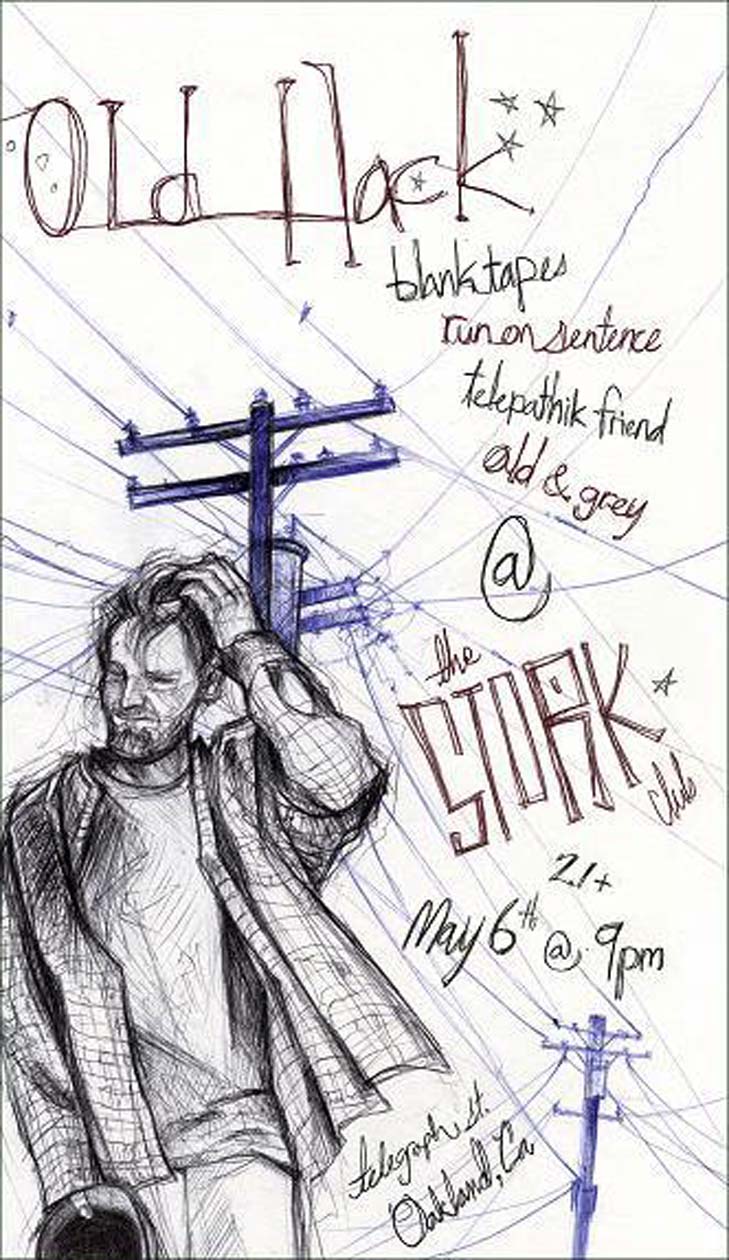 OLd Hack
blank tapes
run on sentence
telepathik friend
old & grey
@
the
STORK
club
21+
May 6th @ 9pm
telegraph st.
Oakland, Ca